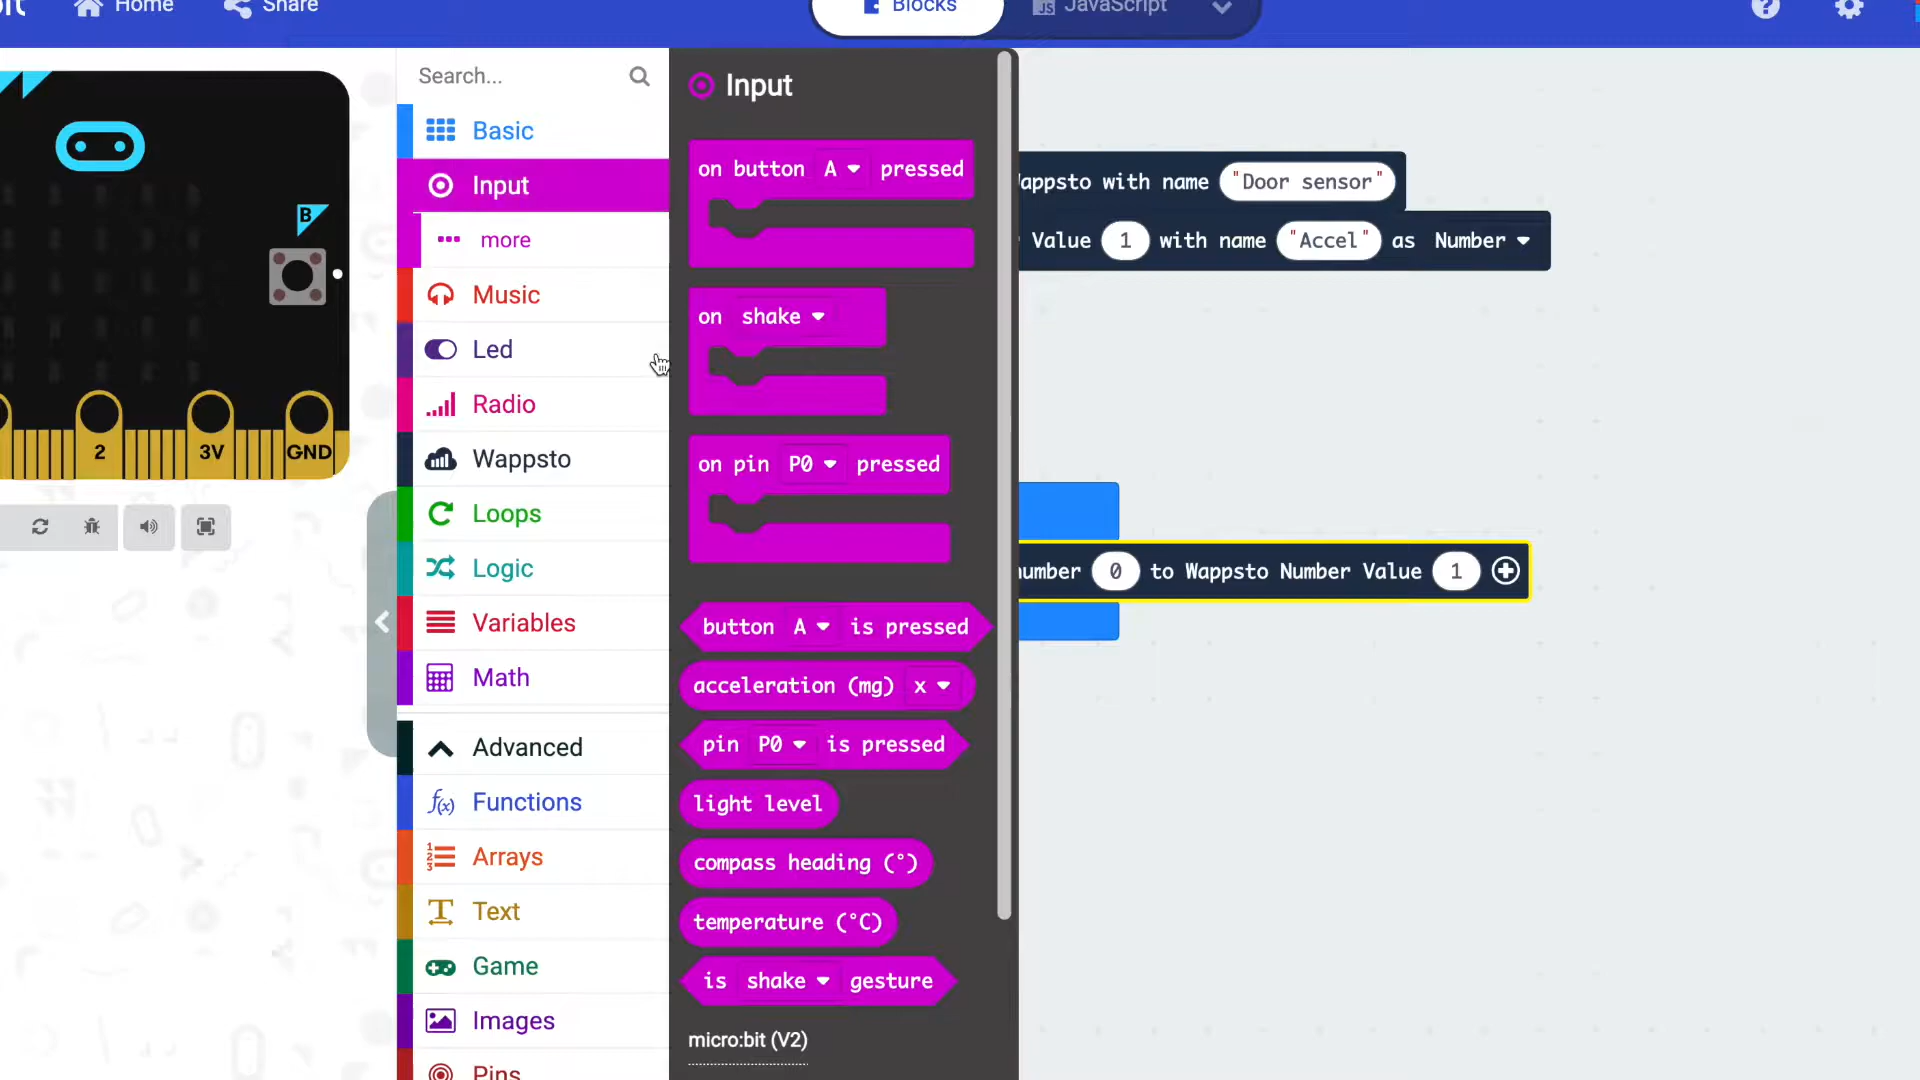 Home
Share
Blocks
JavaScript
Search...
Basic
Input
more
Music
Led
Radio
Wappsto
Loops
Logic
Variables
Math
Advanced
Functions
Arrays
Text
Game
Images
Pins
B
2
3V
GND
Input
on button A pressed
on shake
on pin P0 pressed
button A is pressed
acceleration (mg) x
pin P0 is pressed
light level
compass heading (°)
temperature (°C)
is shake gesture
micro:bit (V2)
Wappsto with name "Door sensor"
Value 1 with name "Accel" as Number
number 0 to Wappsto Number Value 1